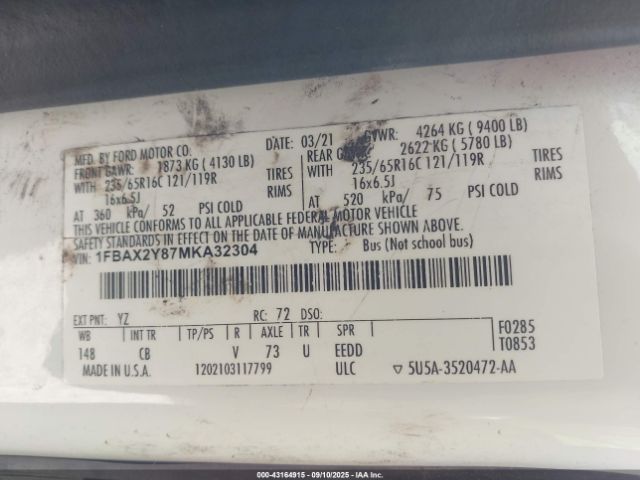 MFD. BY FORD MOTOR CO. DATE: 03/21 GVWR: 4264 KG ( 9400 LB)
FRONT GAWR: 1873 KG ( 4130 LB) REAR GAWR: 2622 KG ( 5780 LB)
WITH 235/65R16C 121/119R TIRES WITH 235/65R16C 121/119R TIRES
16x6.5J RIMS 16x6.5J RIMS
AT 360 kPa/ 52 PSI COLD AT 520 kPa/ 75 PSI COLD
THIS VEHICLE CONFORMS TO ALL APPLICABLE FEDERAL MOTOR VEHICLE
SAFETY STANDARDS IN EFFECT ON THE DATE OF MANUFACTURE SHOWN ABOVE.
VIN: 1FBAX2Y87MKA32304 TYPE: Bus (Not school bus)
EXT PNT: YZ RC: 72 DSO: F0285
WB INT TR TP/PS R AXLE TR SPR T0853
148 CB V 73 U EEDD
MADE IN U.S.A. 1202103117799 ULC ▽ 5U5A-3520472-AA
000-43164915 - 09/10/2025 - IAA Inc.